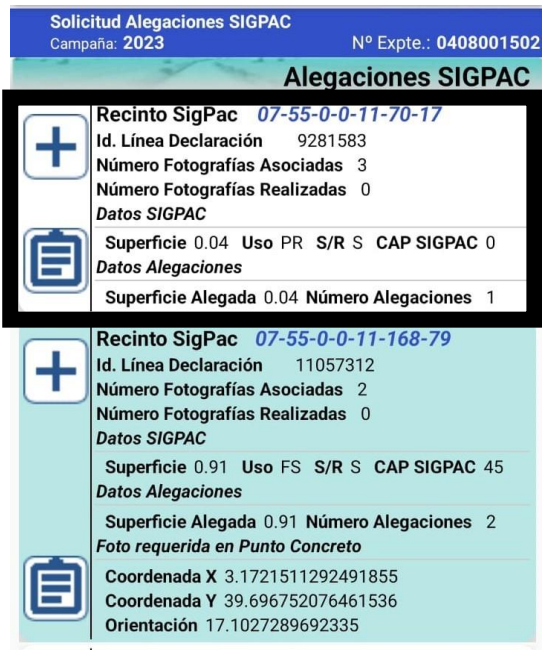 Solicitud Alegaciones SIGPAC
Campaña: 2023 Nº Expte.: 0408001502
Alegaciones SIGPAC
Recinto SigPac 07-55-0-0-11-70-17
Id. Línea Declaración 9281583
Número Fotografías Asociadas 3
Número Fotografías Realizadas 0
Datos SIGPAC
Superficie 0.04 Uso PR S/R S CAP SIGPAC 0
Datos Alegaciones
Superficie Alegada 0.04 Número Alegaciones 1
Recinto SigPac 07-55-0-0-11-168-79
Id. Línea Declaración 11057312
Número Fotografías Asociadas 2
Número Fotografías Realizadas 0
Datos SIGPAC
Superficie 0.91 Uso FS S/R S CAP SIGPAC 45
Datos Alegaciones
Superficie Alegada 0.91 Número Alegaciones 2
Foto requerida en Punto Concreto
Coordenada X 3.1721511292491855
Coordenada Y 39.696752076461536
Orientación 17.1027289692335